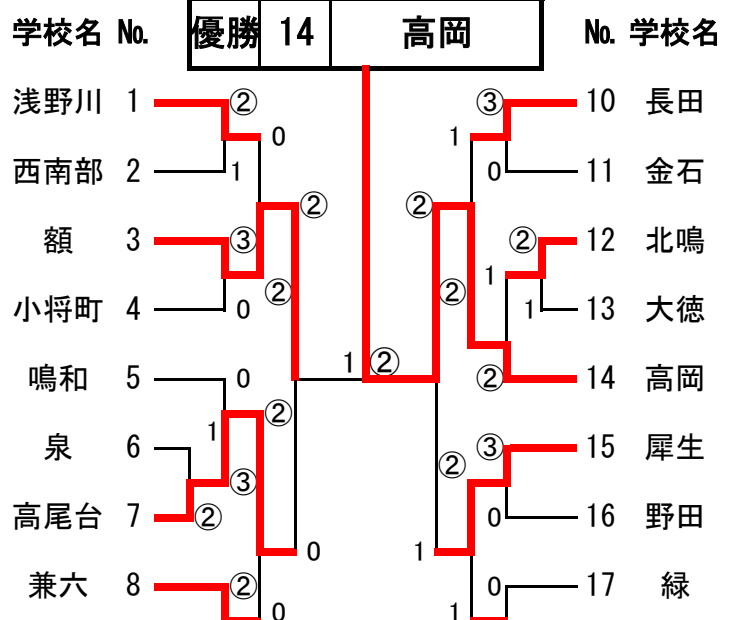 学校名 No. 優勝 14 高岡 No. 学校名
浅野川 1 ② ③ 10 長田
0 1
西南部 2 1 0 11 金石
② ②
額 3 ③ ② 12 北鳴
② ② 1
小将町 4 0 1 13 大徳
1 ②
鳴和 5 0 ② 14 高岡
②
1
泉 6 ③ 15 犀生
②
③
高尾台 7 ② 0 16 野田
0 1
兼六 8 ② 0 17 緑
0 1